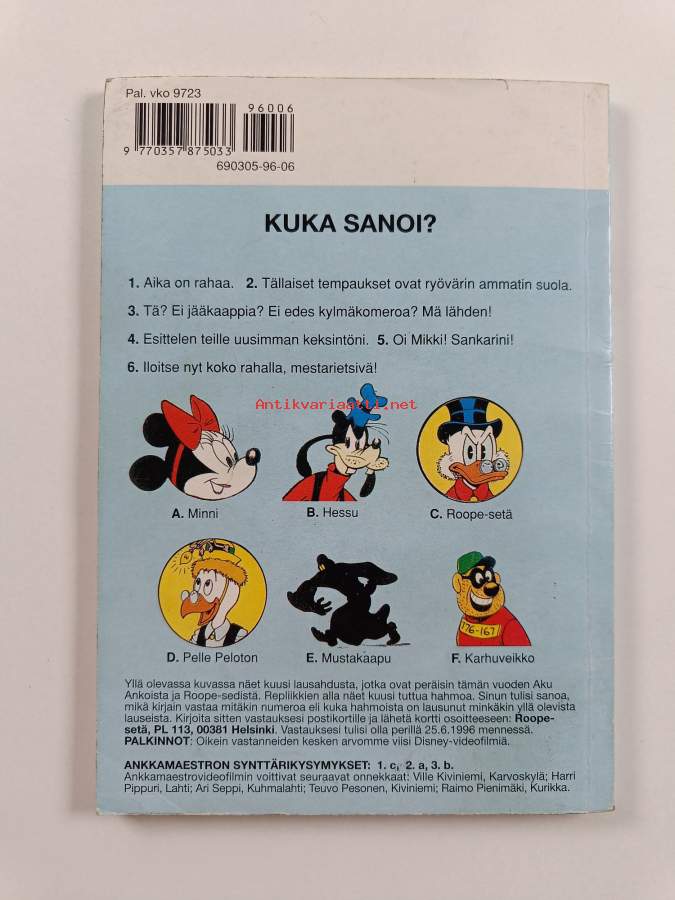 Pal. vko 9723
96006
9 770357 875033
690305-96-06
KUKA SANOI?
1. Aika on rahaa. 2. Tällaiset tempaukset ovat ryövärin ammatin suola.
3. Tä? Ei jääkaappia? Ei edes kylmäkomeroa? Mä lähden!
4. Esittelen teille uusimman keksintöni. 5. Oi Mikki! Sankarini!
6. Iloitse nyt koko rahalla, mestarietsivä!
Antikvariaatti.net
A. Minni
B. Hessu
C. Roope-setä
176-167
D. Pelle Peloton
E. Mustakaapu
F. Karhuveikko
Yllä olevassa kuvassa näet kuusi lausahdusta, jotka ovat peräisin tämän vuoden Aku
Ankoista ja Roope-sedistä. Repliikkien alla näet kuusi tuttua hahmoa. Sinun tulisi sanoa,
mikä kirjain vastaa mitäkin numeroa eli kuka hahmoista on lausunut minkäkin yllä olevista
lauseista. Kirjoita sitten vastauksesi postikortille ja lähetä kortti osoitteeseen: Roope-
setä, PL 113, 00381 Helsinki. Vastauksesi tulisi olla perillä 25.6.1996 mennessä.
PALKINNOT: Oikein vastanneiden kesken arvomme viisi Disney-videofilmiä.
ANKKAMAESTRON SYNTTÄRIKYSYMYKSET: 1. c, 2. a, 3. b.
Ankkamaestrovideofilmin voittivat seuraavat onnekkaat: Ville Kiviniemi, Karvoskylä; Harri
Pippuri, Lahti; Ari Seppi, Kuhmalahti; Teuvo Pesonen, Kiviniemi; Raimo Pienimäki, Kurikka.